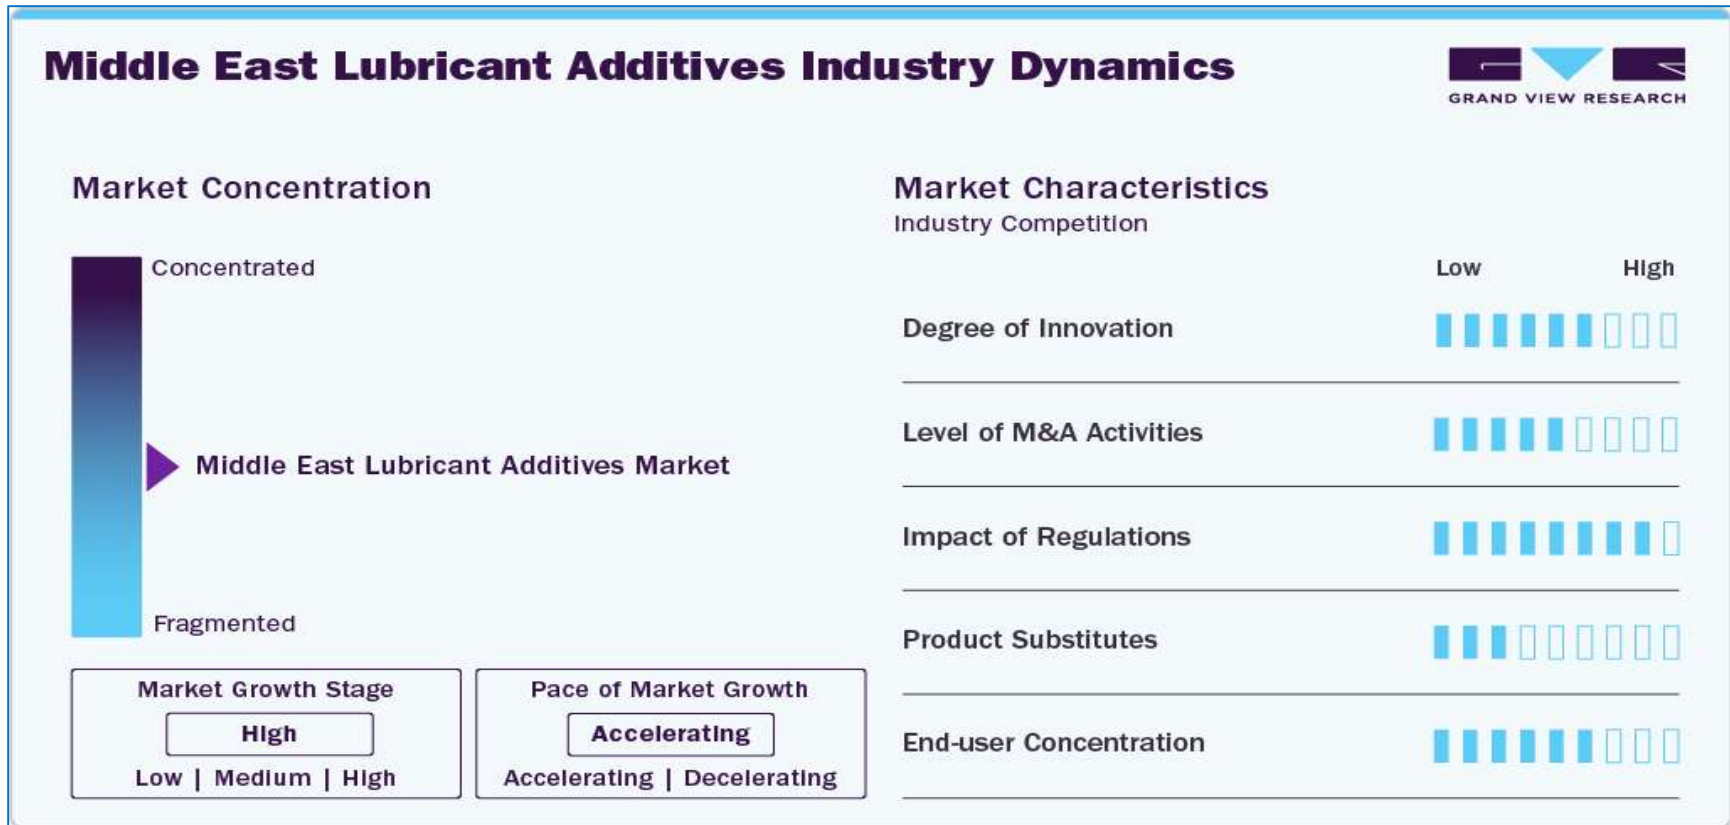 Middle East Lubricant Additives Industry Dynamics
GRAND VIEW RESEARCH
Market Concentration
Concentrated
Middle East Lubricant Additives Market
Fragmented
Market Growth Stage
High
Low | Medium | High
Pace of Market Growth
Accelerating
Accelerating | Decelerating
Market Characteristics
Industry Competition
Low High
Degree of Innovation
Level of M&A Activities
Impact of Regulations
Product Substitutes
End-user Concentration